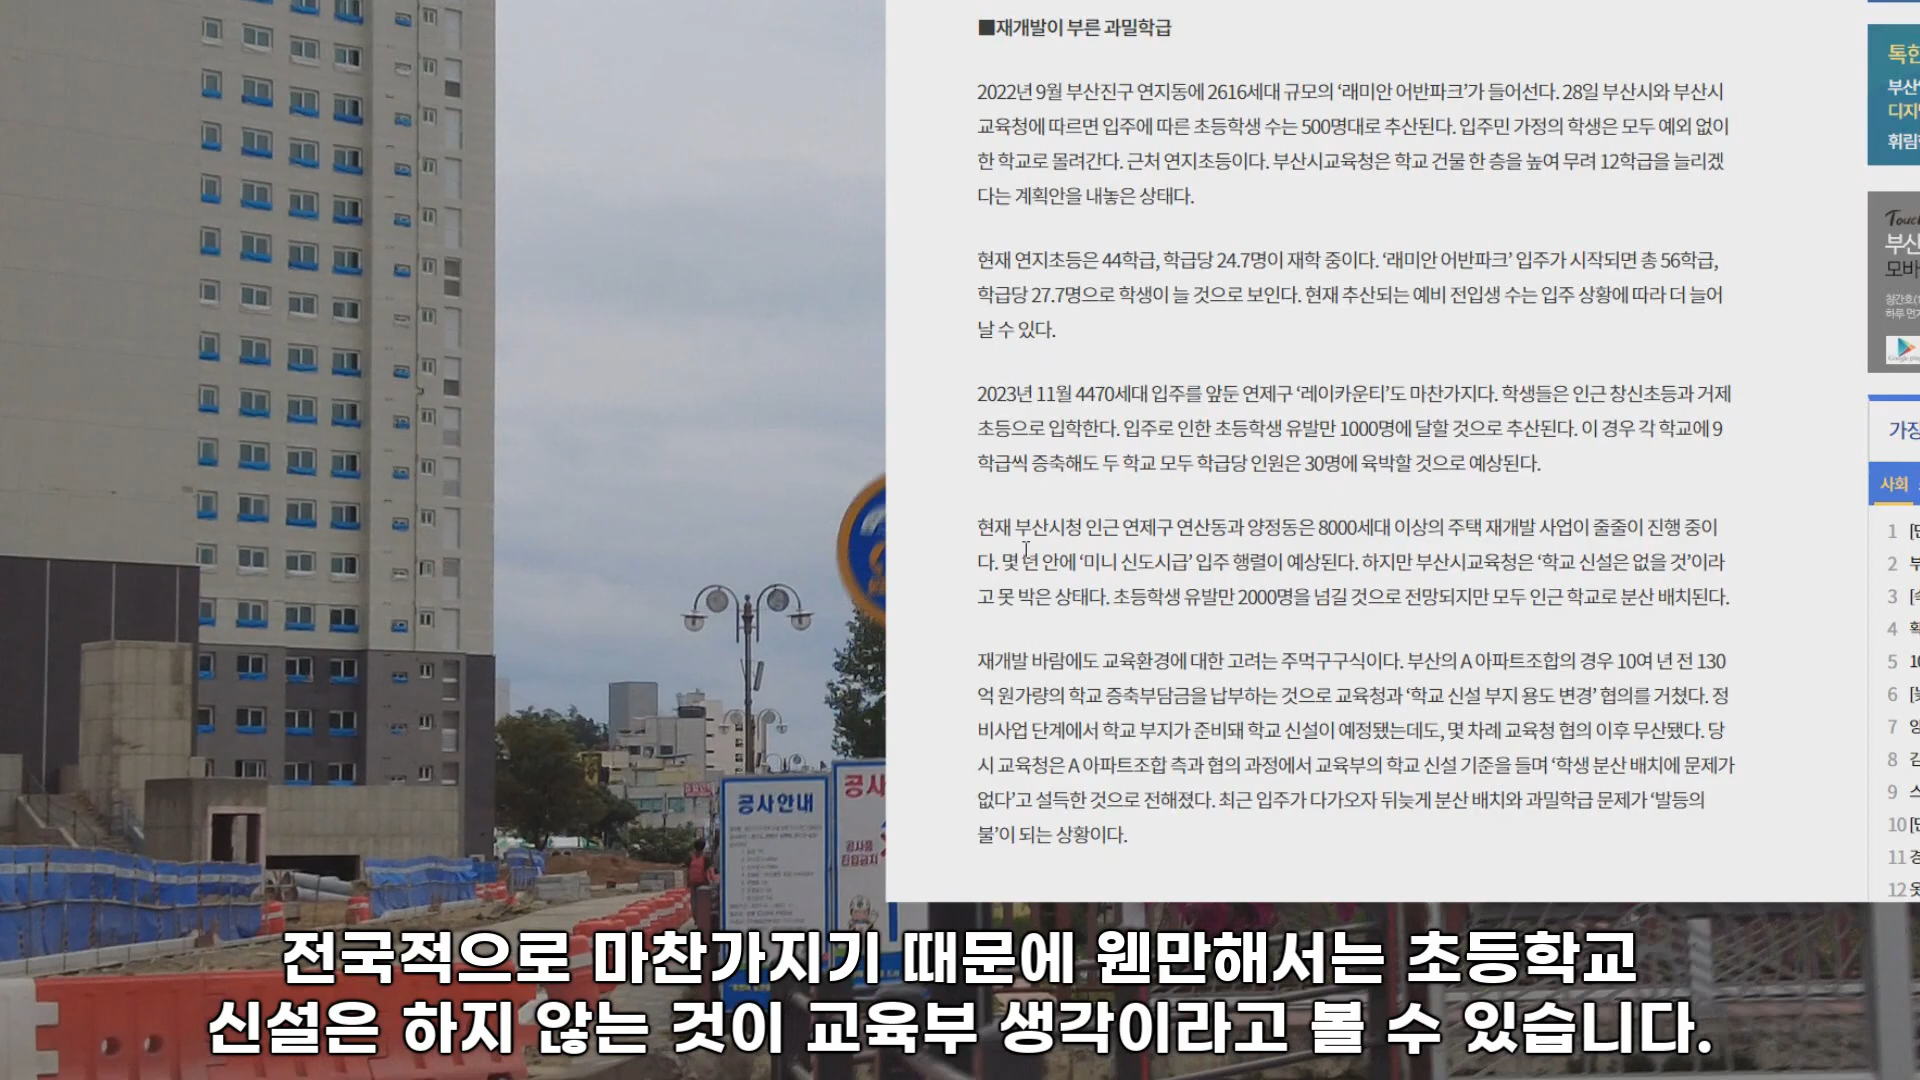 ■재개발이 부른 과밀학급
2022년 9월 부산진구 연지동에 2616세대 규모의 ‘래미안 어반파크’가 들어선다. 28일 부산시와 부산시
교육청에 따르면 입주에 따른 초등학생 수는 500명대로 추산된다. 입주민 가정의 학생은 모두 예외 없이
한 학교로 몰려간다. 근처 연지초등이다. 부산시교육청은 학교 건물 한 층을 높여 무려 12학급을 늘리겠
다는 계획안을 내놓은 상태다.
현재 연지초등은 44학급, 학급당 24.7명이 재학 중이다. ‘래미안 어반파크’ 입주가 시작되면 총 56학급,
학급당 27.7명으로 학생이 늘 것으로 보인다. 현재 추산되는 예비 전입생 수는 입주 상황에 따라 더 늘어
날 수 있다.
2023년 11월 4470세대 입주를 앞둔 연제구 ‘레이카운티’도 마찬가지다. 학생들은 인근 창신초등과 거제
초등으로 입학한다. 입주로 인한 초등학생 유발만 1000명에 달할 것으로 추산된다. 이 경우 각 학교에 9
학급씩 증축해도 두 학교 모두 학급당 인원은 30명에 육박할 것으로 예상된다.
현재 부산시청 인근 연제구 연산동과 양정동은 8000세대 이상의 주택 재개발 사업이 줄줄이 진행 중이
다. 몇 년 안에 ‘미니 신도시급’ 입주 행렬이 예상된다. 하지만 부산시교육청은 ‘학교 신설은 없을 것’이라
고 못 박은 상태다. 초등학생 유발만 2000명을 넘길 것으로 전망되지만 모두 인근 학교로 분산 배치된다.
재개발 바람에도 교육환경에 대한 고려는 주먹구구식이다. 부산의 A 아파트조합의 경우 10여 년 전 130
억 원가량의 학교 증축부담금을 납부하는 것으로 교육청과 ‘학교 신설 부지 용도 변경’ 협의를 거쳤다. 정
비사업 단계에서 학교 부지가 준비돼 학교 신설이 예정됐는데도, 몇 차례 교육청 협의 이후 무산됐다. 당
시 교육청은 A 아파트조합 측과 협의 과정에서 교육부의 학교 신설 기준을 들며 ‘학생 분산 배치에 문제가
없다’고 설득한 것으로 전해졌다. 최근 입주가 다가오자 뒤늦게 분산 배치와 과밀학급 문제가 ‘발등의
불’이 되는 상황이다.
부산
디지
Touc
부산
모바
사회
1
2
3
4
5 10
6
7
8
9
10
11
12
공사안내
공사
공사중
진입금지
전국적으로 마찬가지기 때문에 웬만해서는 초등학교
신설은 하지 않는 것이 교육부 생각이라고 볼 수 있습니다.